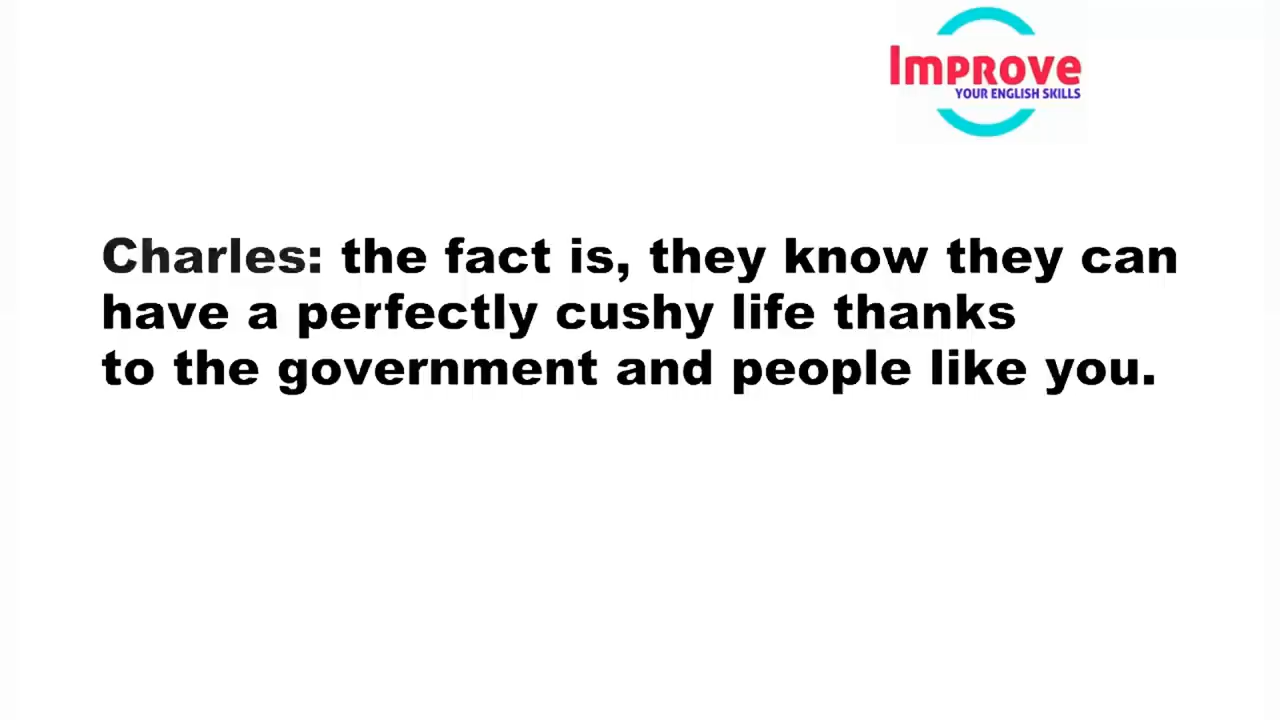 Improve
YOUR ENGLISH SKILLS
Charles: the fact is, they know they can
have a perfectly cushy life thanks
to the government and people like you.